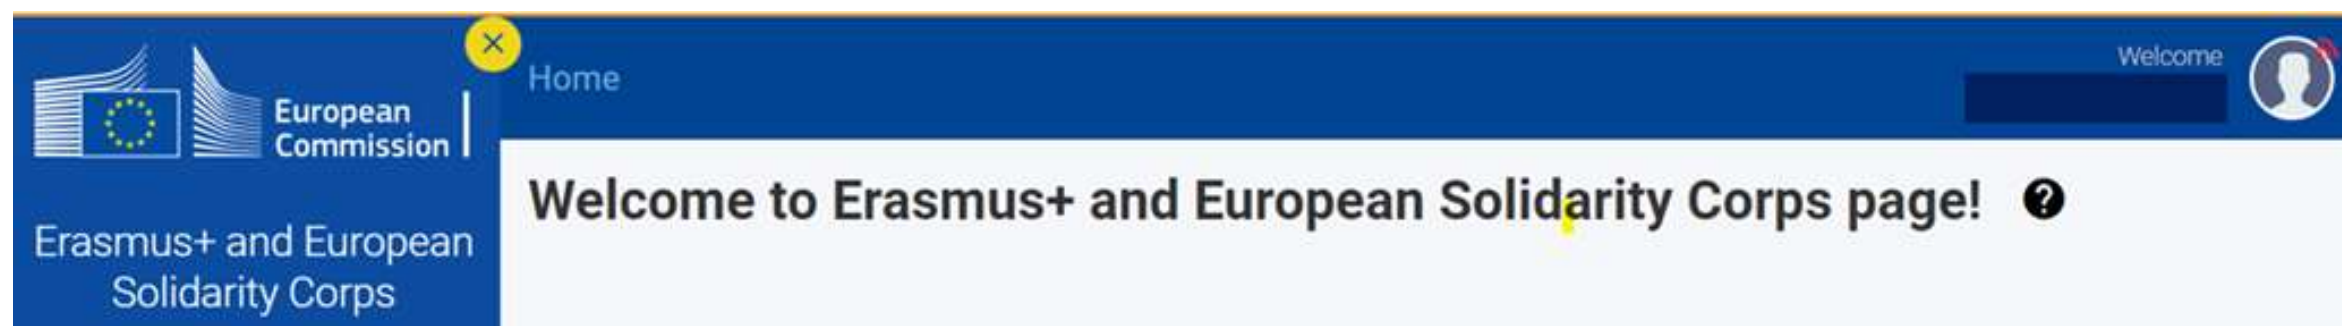 European
Commission
Erasmus+ and European
Solidarity Corps
Home
Welcome
Welcome to Erasmus+ and European Solidarity Corps page!